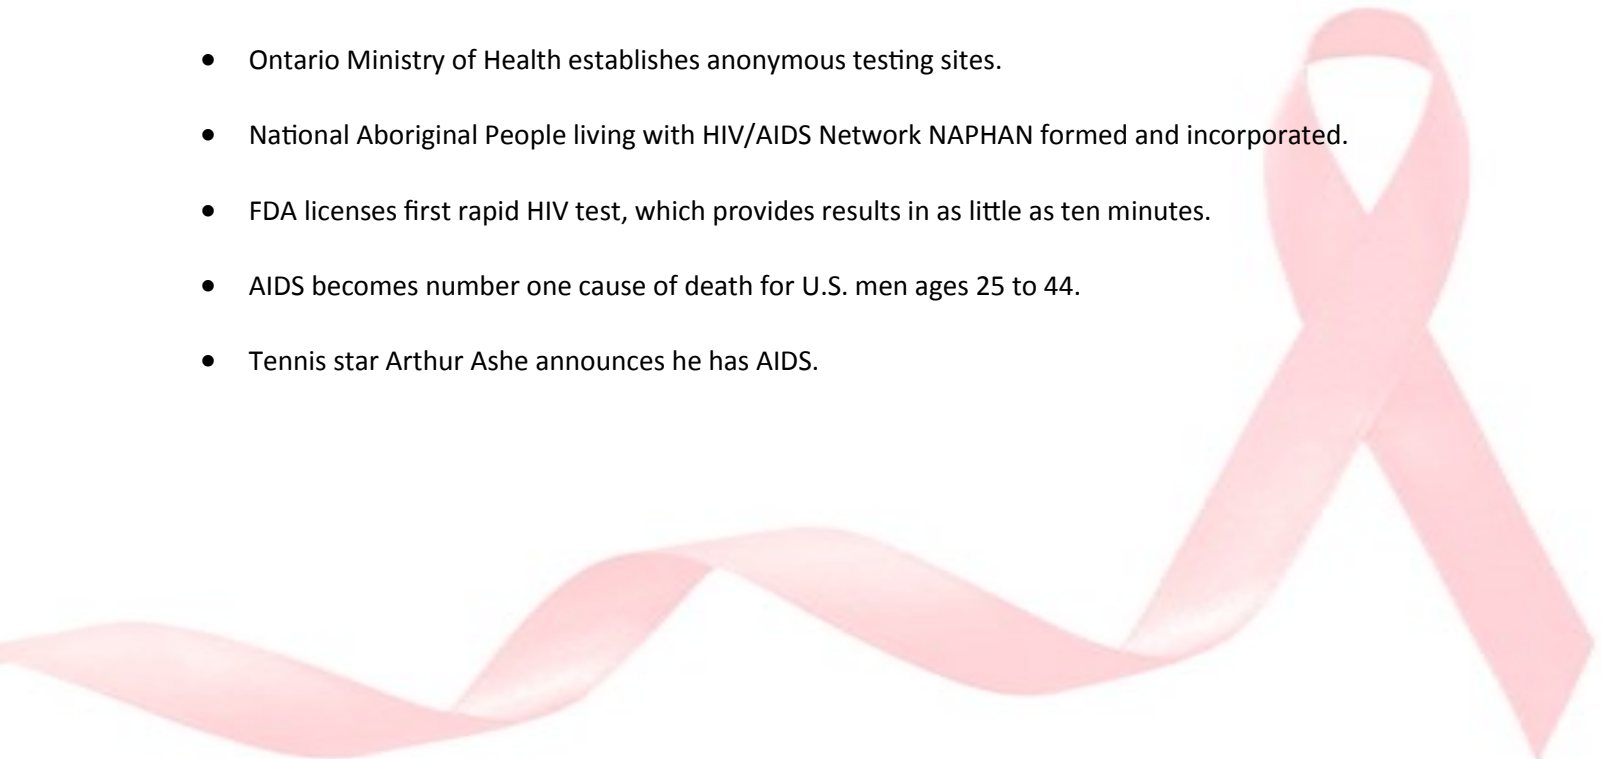 • Ontario Ministry of Health establishes anonymous testing sites.
• National Aboriginal People living with HIV/AIDS Network NAPHAN formed and incorporated.
• FDA licenses first rapid HIV test, which provides results in as little as ten minutes.
• AIDS becomes number one cause of death for U.S. men ages 25 to 44.
• Tennis star Arthur Ashe announces he has AIDS.